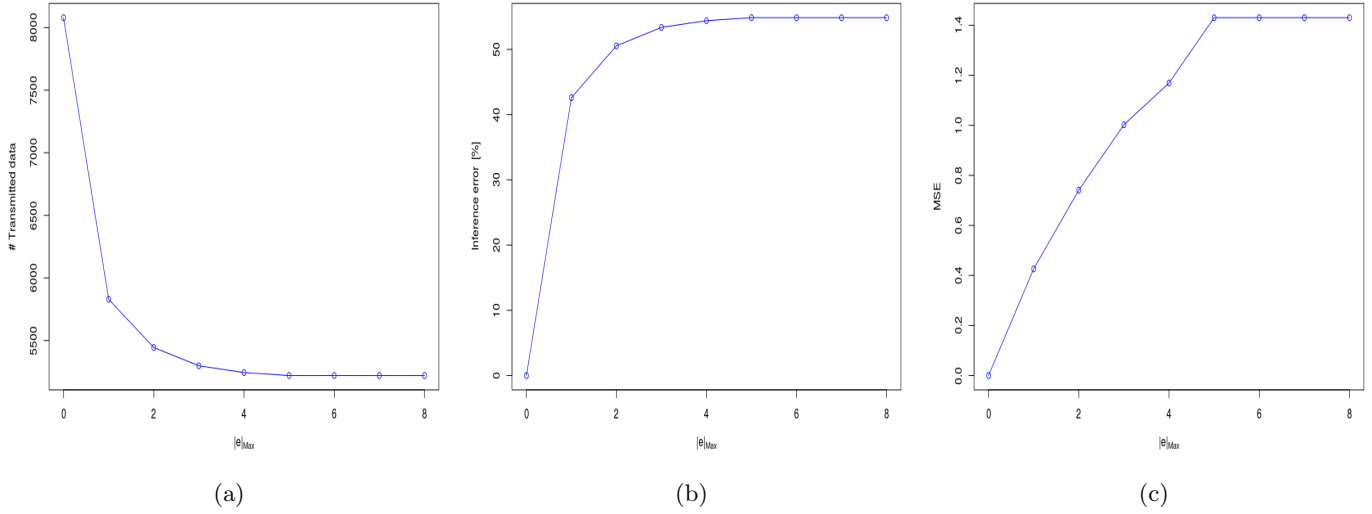 # Transmitted data
8000
7500
7000
6500
6000
5500
0 2 4 6 8
|e|Max
(a)
Inference error [%]
50
40
30
20
10
0
0 2 4 6 8
|e|Max
(b)
MSE
1.4
1.2
1.0
0.8
0.6
0.4
0.2
0.0
0 2 4 6 8
|e|Max
(c)